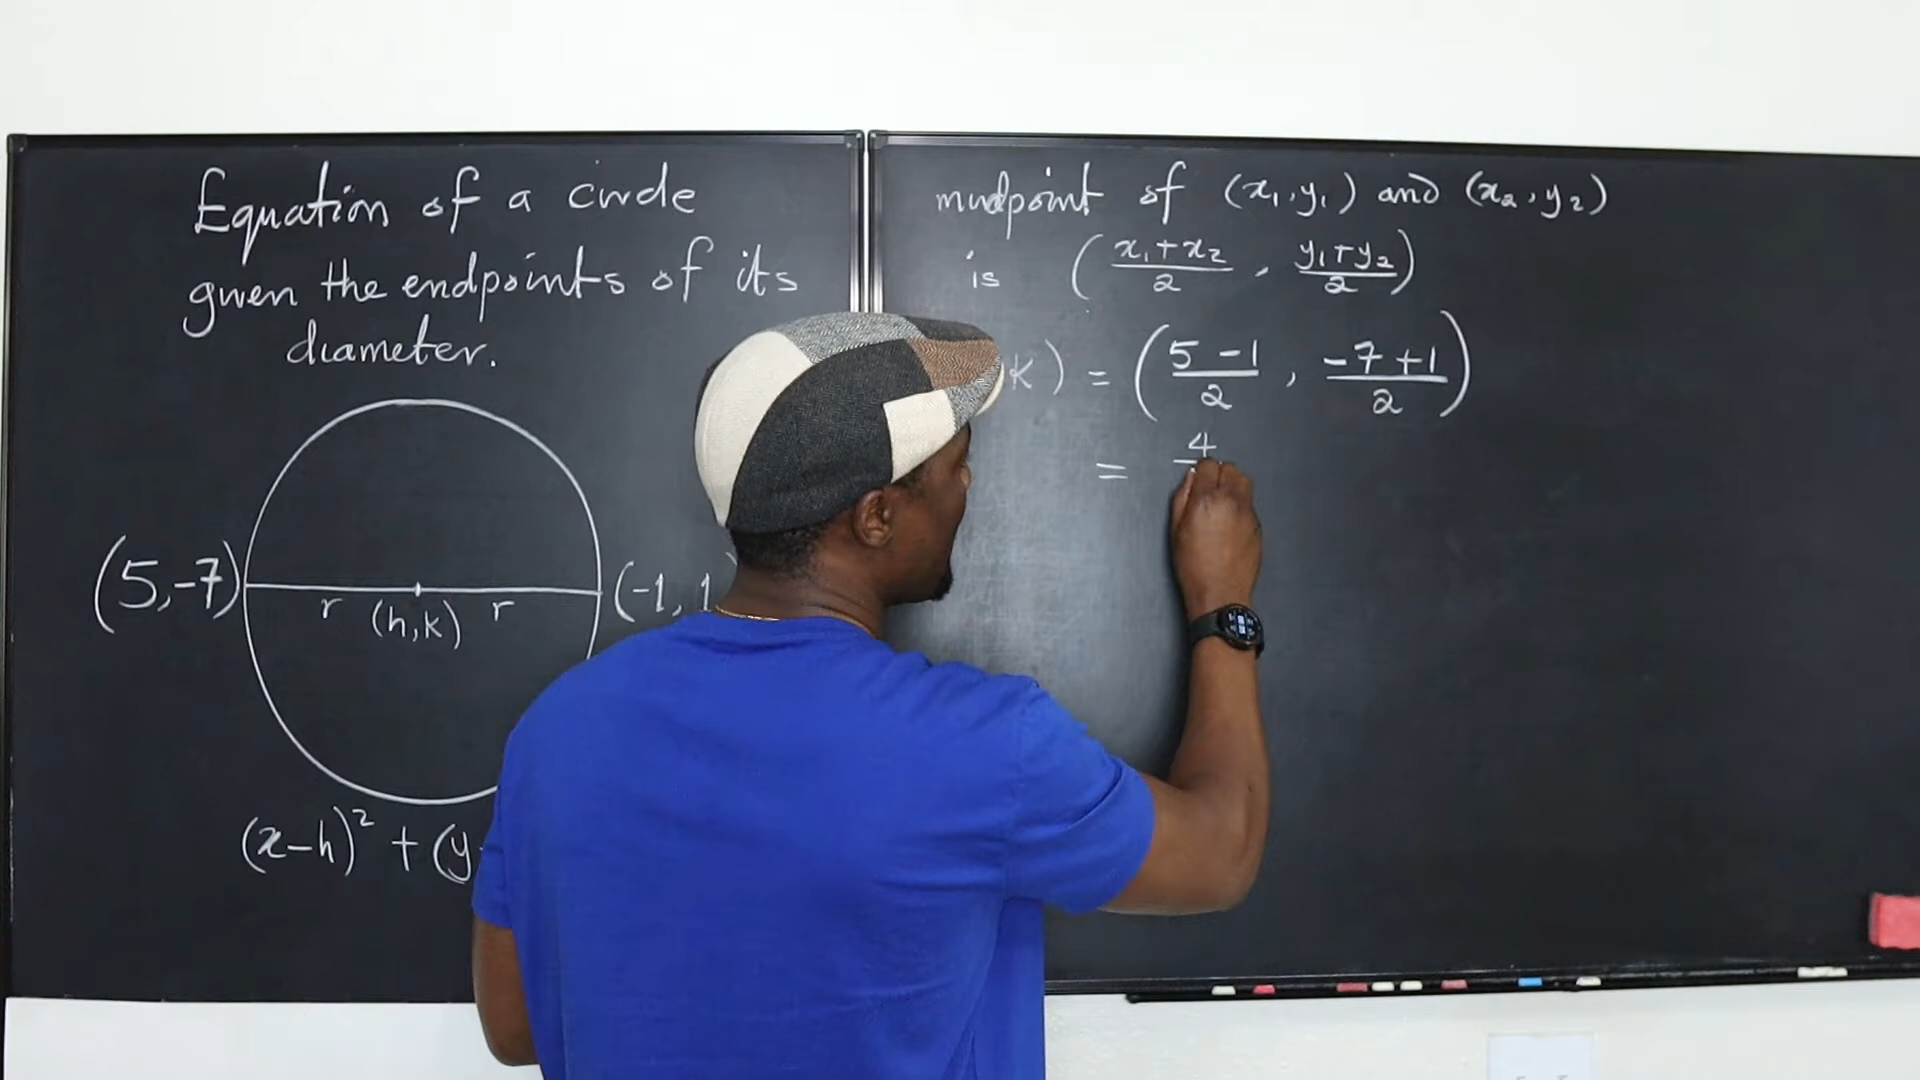 Equation of a circle
given the endpoints of its
diameter.
(5,-7)
(-1, 1
r (h,k) r
(x-h)² + (y-
midpoint of (x₁,y₁) and (x₂,y₂)
is (x₁+x₂/2, y₁+y₂/2)
k) = (5-1/2, -7+1/2)
= 4